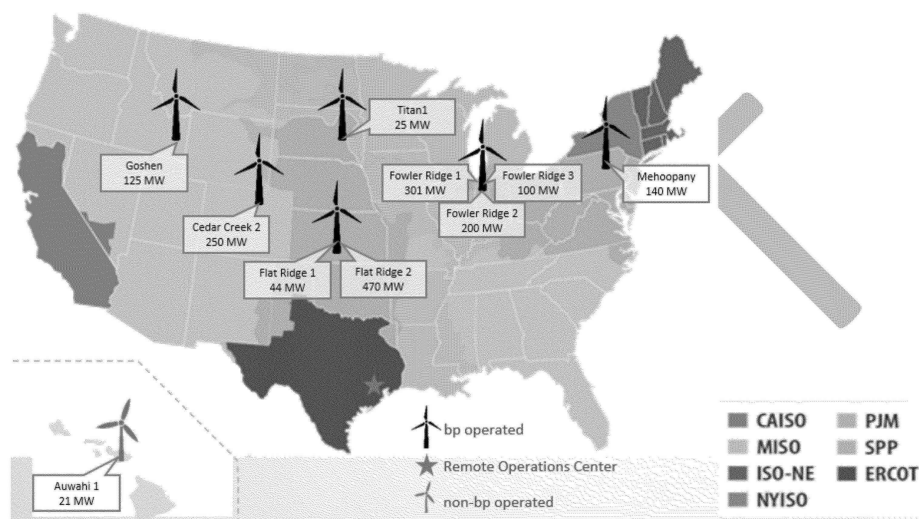 Titan1
25 MW
Goshen
125 MW
Fowler Ridge 1
301 MW
Fowler Ridge 3
100 MW
Mehoopany
140 MW
Fowler Ridge 2
200 MW
Cedar Creek 2
250 MW
Flat Ridge 1
44 MW
Flat Ridge 2
470 MW
Auwahi 1
21 MW
bp operated
Remote Operations Center
non-bp operated
CAISO
MISO
ISO-NE
NYISO
PJM
SPP
ERCOT